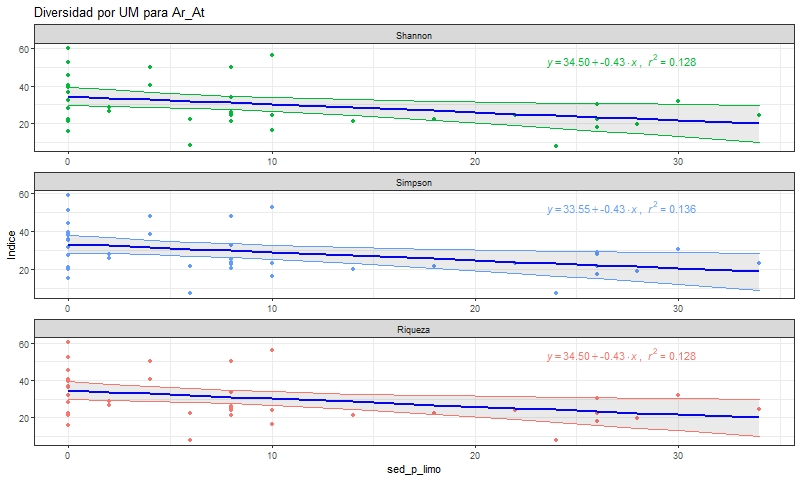 Diversidad por UM para Ar_At
Shannon
60
40
20
y = 34.50 + -0.43 · x , r² = 0.128
0 10 20 30
Simpson
60
40
20
y = 33.55 + -0.43 · x , r² = 0.136
0 10 20 30
Indice
Riqueza
60
40
20
y = 34.50 + -0.43 · x , r² = 0.128
0 10 20 30
sed_p_limo